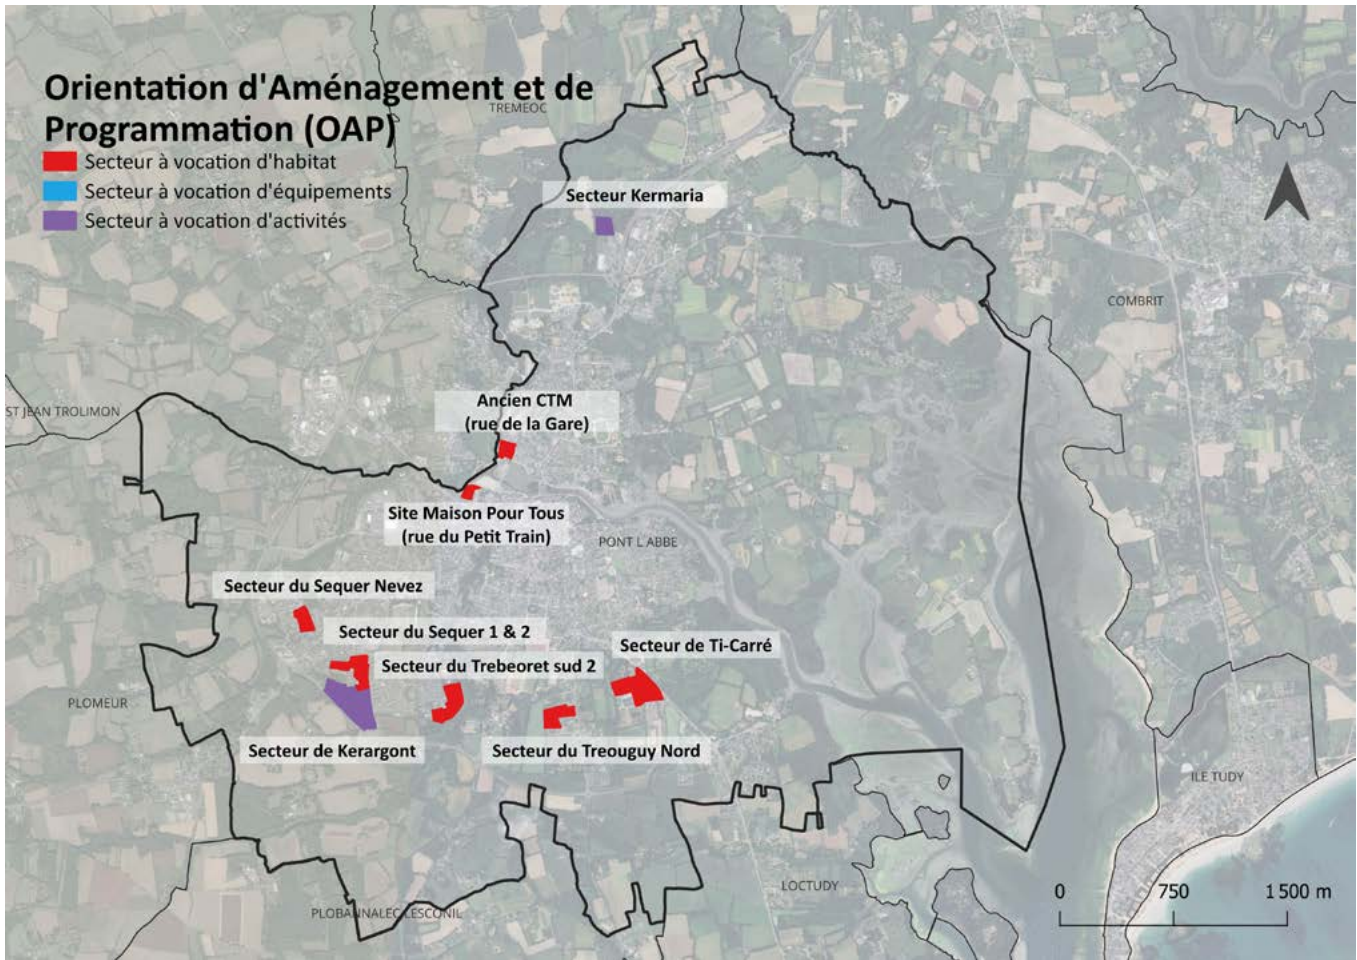 Orientation d'Aménagement et de
Programmation (OAP)
TREMEOC
Secteur à vocation d'habitat
Secteur à vocation d'équipements
Secteur à vocation d'activités
Secteur Kermaria
COMBRIT
Ancien CTM
(rue de la Gare)
ST JEAN TROLIMON
Site Maison Pour Tous
(rue du Petit Train)
PONT L ABBE
Secteur du Sequer Nevez
Secteur du Sequer 1 & 2
Secteur de Ti-Carré
Secteur du Trebeoret sud 2
PLOMEUR
Secteur de Kerargont
Secteur du Treouguy Nord
ILE TUDY
LOCTUDY
PLOBANNALEC LESCONIL
0 750 1 500 m